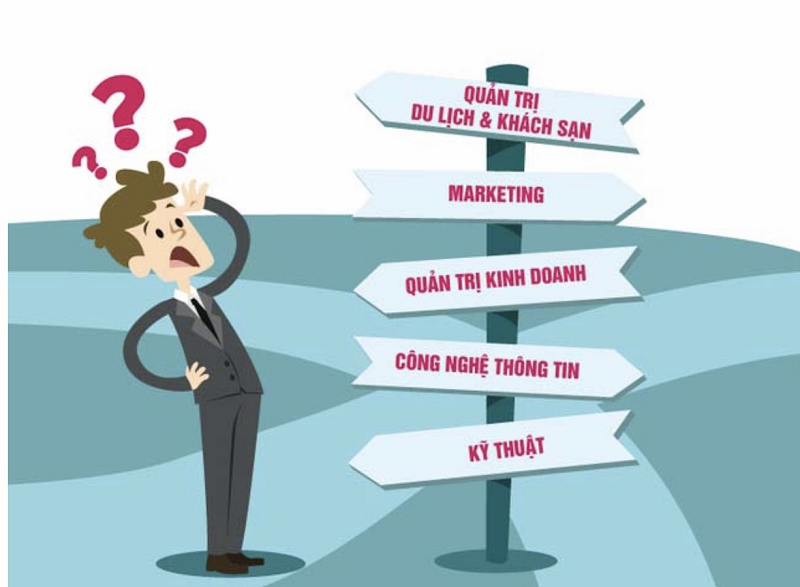 ???
QUẢN TRỊ
DU LỊCH & KHÁCH SẠN
MARKETING
QUẢN TRỊ KINH DOANH
CÔNG NGHỆ THÔNG TIN
KỸ THUẬT